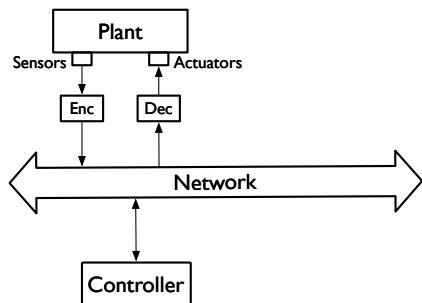 Plant
Sensors Actuators
Enc Dec
Network
Controller